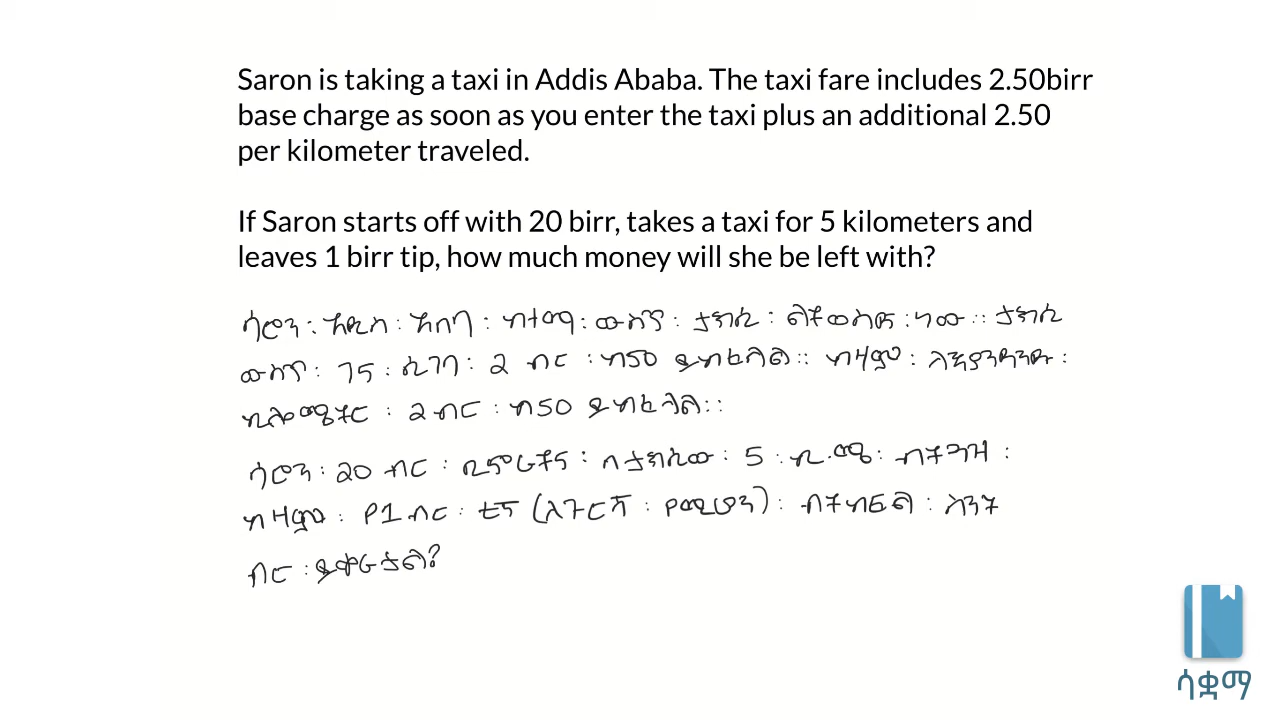 Saron is taking a taxi in Addis Ababa. The taxi fare includes 2.50birr
base charge as soon as you enter the taxi plus an additional 2.50
per kilometer traveled.
If Saron starts off with 20 birr, takes a taxi for 5 kilometers and
leaves 1 birr tip, how much money will she be left with?
ሳሮን ፡ አዲስ ፡ አበባ ፡ ከተማ ፡ ውስጥ ፡ ታክሲ ፡ ልትወስድ ፡ ነው ። ታክሲ
ውስጥ ፡ ገና ፡ ሲገባ ፡ 2 ብር ፡ ከ50 ይከፈላል ። ከዛም ፡ ለእያንዳንዱ ፡
ኪሎሜትር ፡ 2 ብር ፡ ከ50 ይከፈላል ።
ሳሮን ፡ 20 ብር ፡ ቢኖራትና ፡ በታክሲው ፡ 5 ፡ ኪ.ሜ ፡ ብትጓዝ ፡
ከዛም ፡ የ1 ብር ፡ ቲፕ ( ፡ ) ፡ ብትከፍል ፡ ስንት
ብር ፡ ይቀራታል?
ሳቋማ